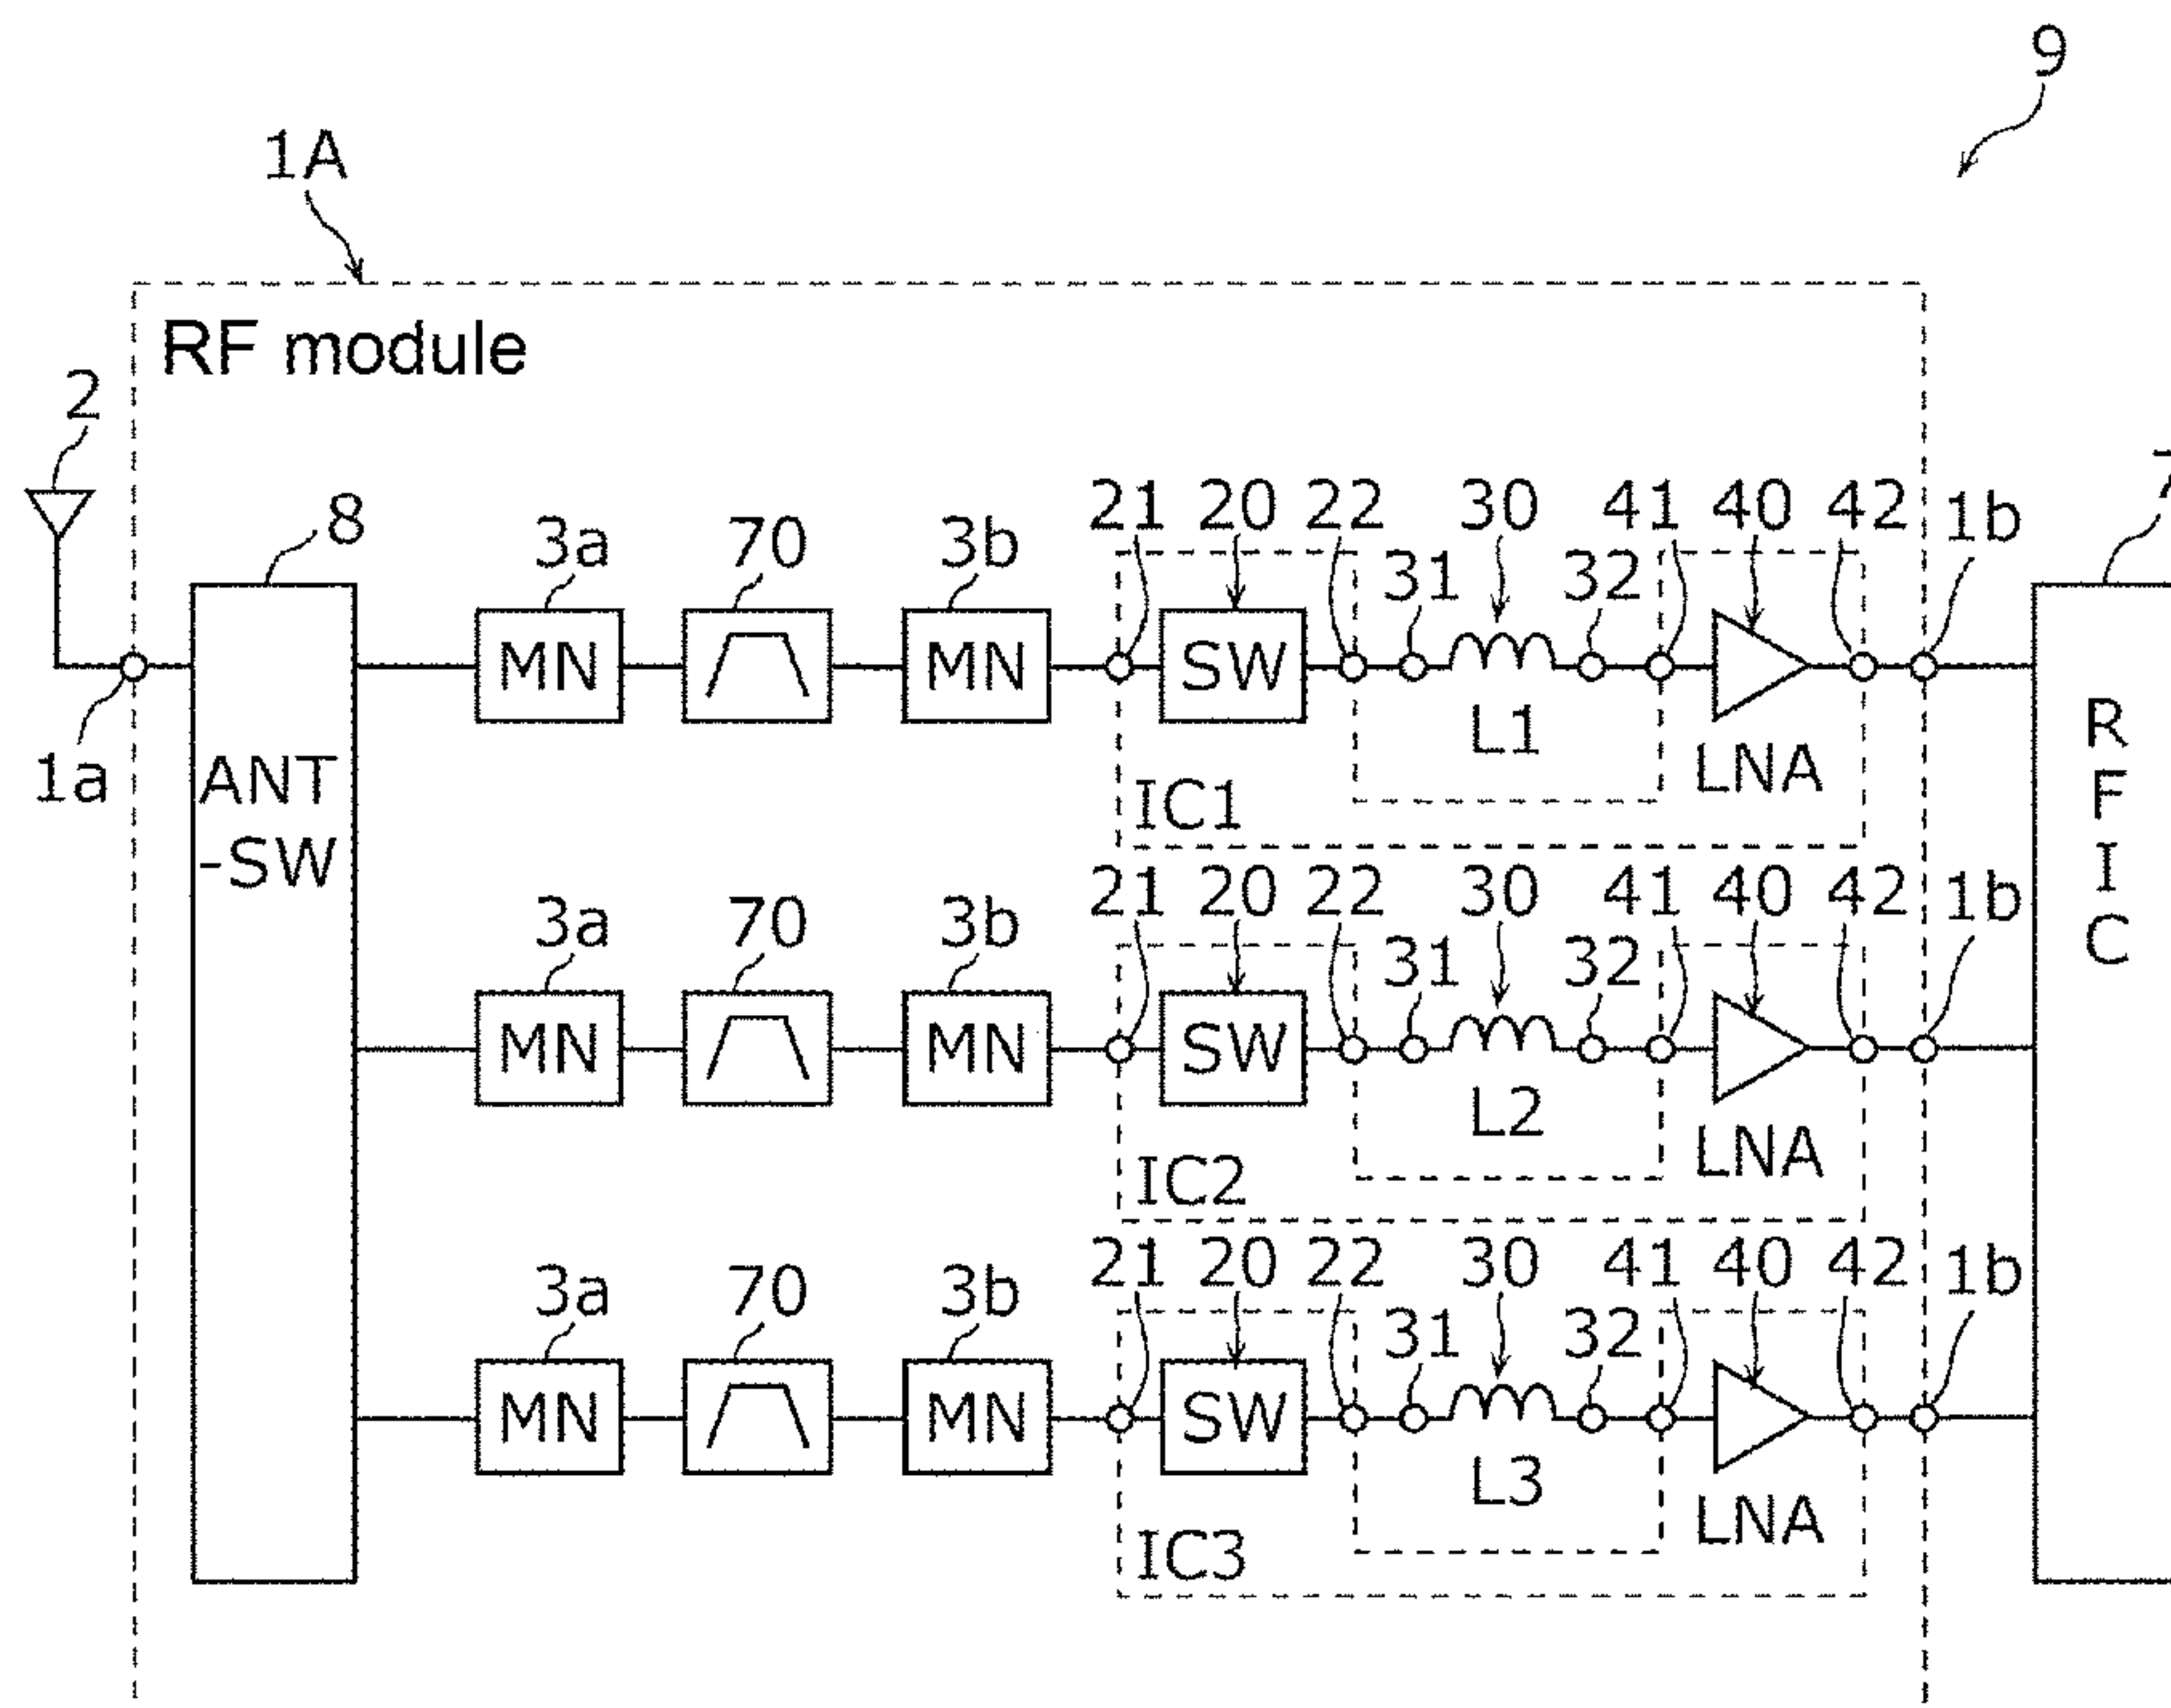 9
1A
RF module
2
8
3a 70 3b 21 20 22 31 30 32 41 40 42 1b 7
MN MN SW
1a
L1
LNA
IC1
ANT
-SW
R
F
I
C
3a 70 3b 21 20 22 31 30 32 41 40 42 1b
MN MN SW
L2
LNA
IC2
3a 70 3b 21 20 22 31 30 32 41 40 42 1b
MN MN SW
L3
LNA
IC3